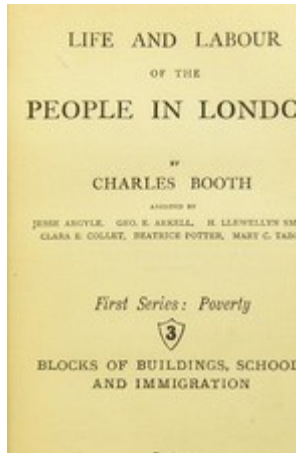 LIFE AND LABOUR
OF THE
PEOPLE IN LONDO
BY
CHARLES BOOTH
ASSISTED BY
JESSE ARGYLE, GEO. E. ARKELL, H. LLEWELLYN SM
CLARA E. COLLET, BEATRICE POTTER, MARY C. TABO
First Series: Poverty
3
BLOCKS OF BUILDINGS, SCHOOL
AND IMMIGRATION